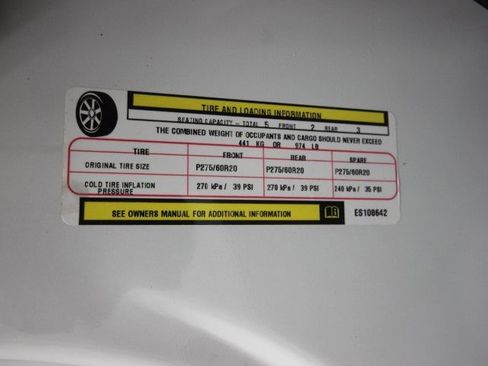 TIRE AND LOADING INFORMATION
SEATING CAPACITY - TOTAL 5 FRONT 2 REAR 3
THE COMBINED WEIGHT OF OCCUPANTS AND CARGO SHOULD NEVER EXCEED
441 KG OR 974 LB
TIRE FRONT REAR SPARE
ORIGINAL TIRE SIZE P275/60R20 P275/60R20 P275/60R20
COLD TIRE INFLATION PRESSURE 270 kPa / 39 PSI 270 kPa / 39 PSI 240 kPa / 35 PSI
SEE OWNERS MANUAL FOR ADDITIONAL INFORMATION ES108642